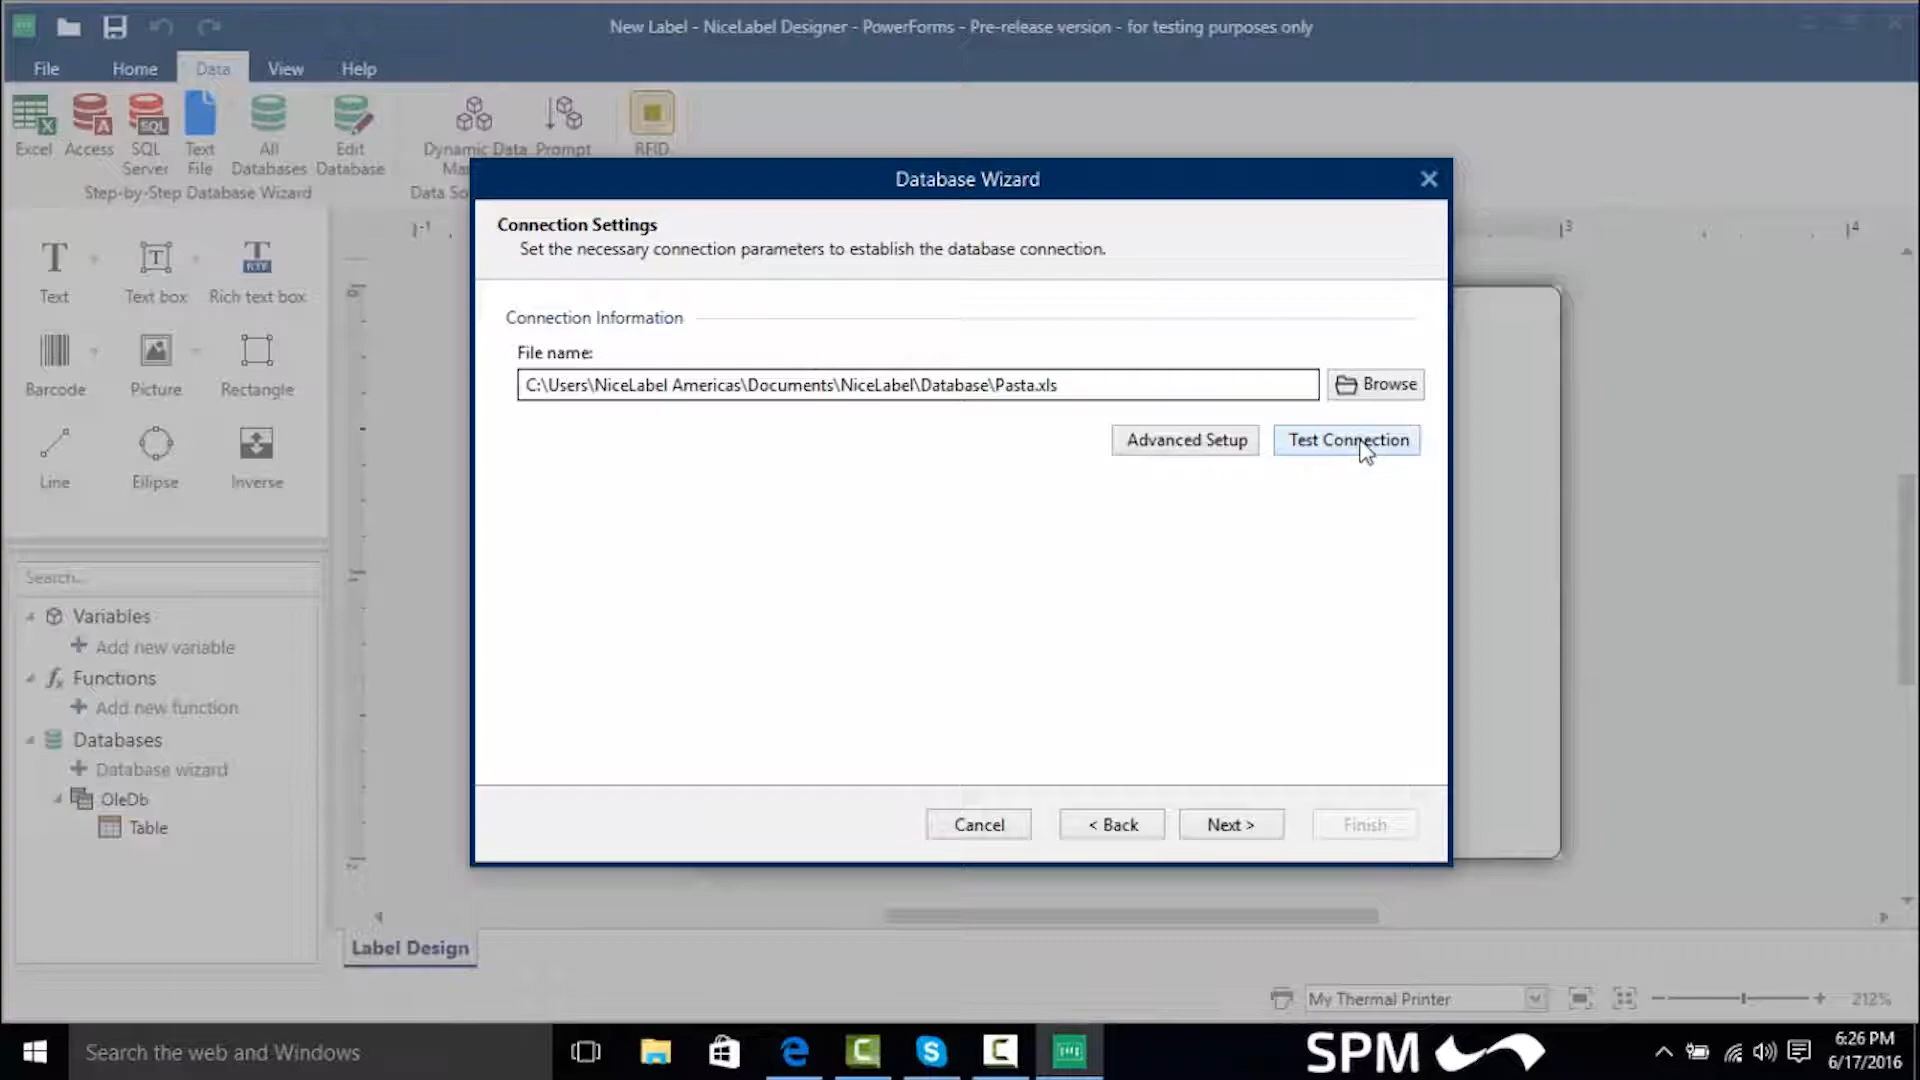 New Label - NiceLabel Designer - PowerForms - Pre-release version - for testing purposes only
File Home Data View Help
Excel Access SQL Server Text File All Databases Edit Database Dynamic Data Prompt RFID
Step-by-Step Database Wizard Data So
Text Text box Rich text box
Barcode Picture Rectangle
Line Ellipse Inverse
Search...
Variables
Add new variable
Functions
Add new function
Databases
Database wizard
OleDb
Table
Database Wizard
Connection Settings
Set the necessary connection parameters to establish the database connection.
Connection Information
File name:
C:\Users\NiceLabel Americas\Documents\NiceLabel\Database\Pasta.xls
Browse
Advanced Setup Test Connection
Cancel < Back Next > Finish
Label Design
My Thermal Printer 212%
Search the web and Windows
SPM
6:26 PM
6/17/2016